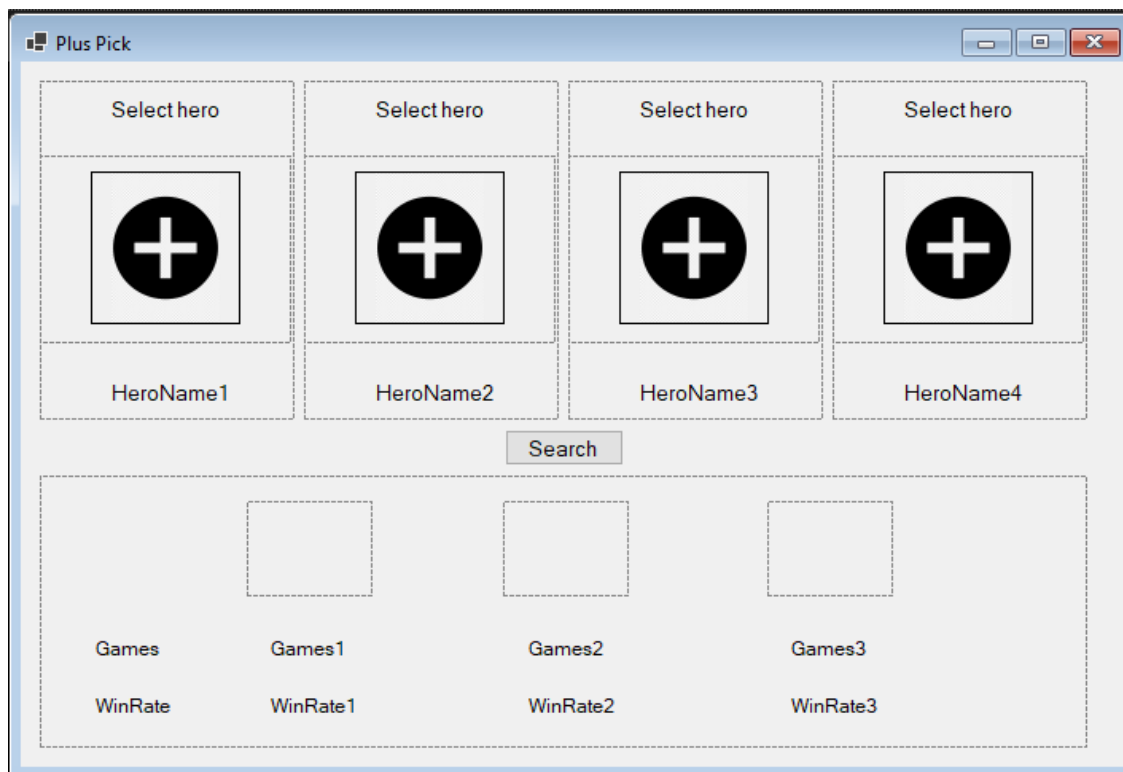 Plus Pick
Select hero Select hero Select hero Select hero
HeroName1 HeroName2 HeroName3 HeroName4
Search
Games Games1 Games2 Games3
WinRate WinRate1 WinRate2 WinRate3